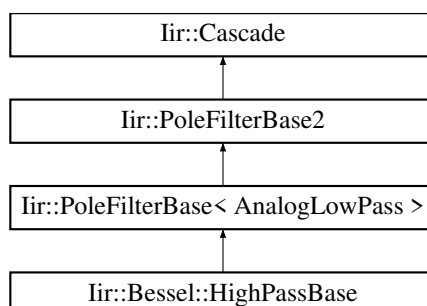 Iir::Cascade
Iir::PoleFilterBase2
Iir::PoleFilterBase< AnalogLowPass >
Iir::Bessel::HighPassBase